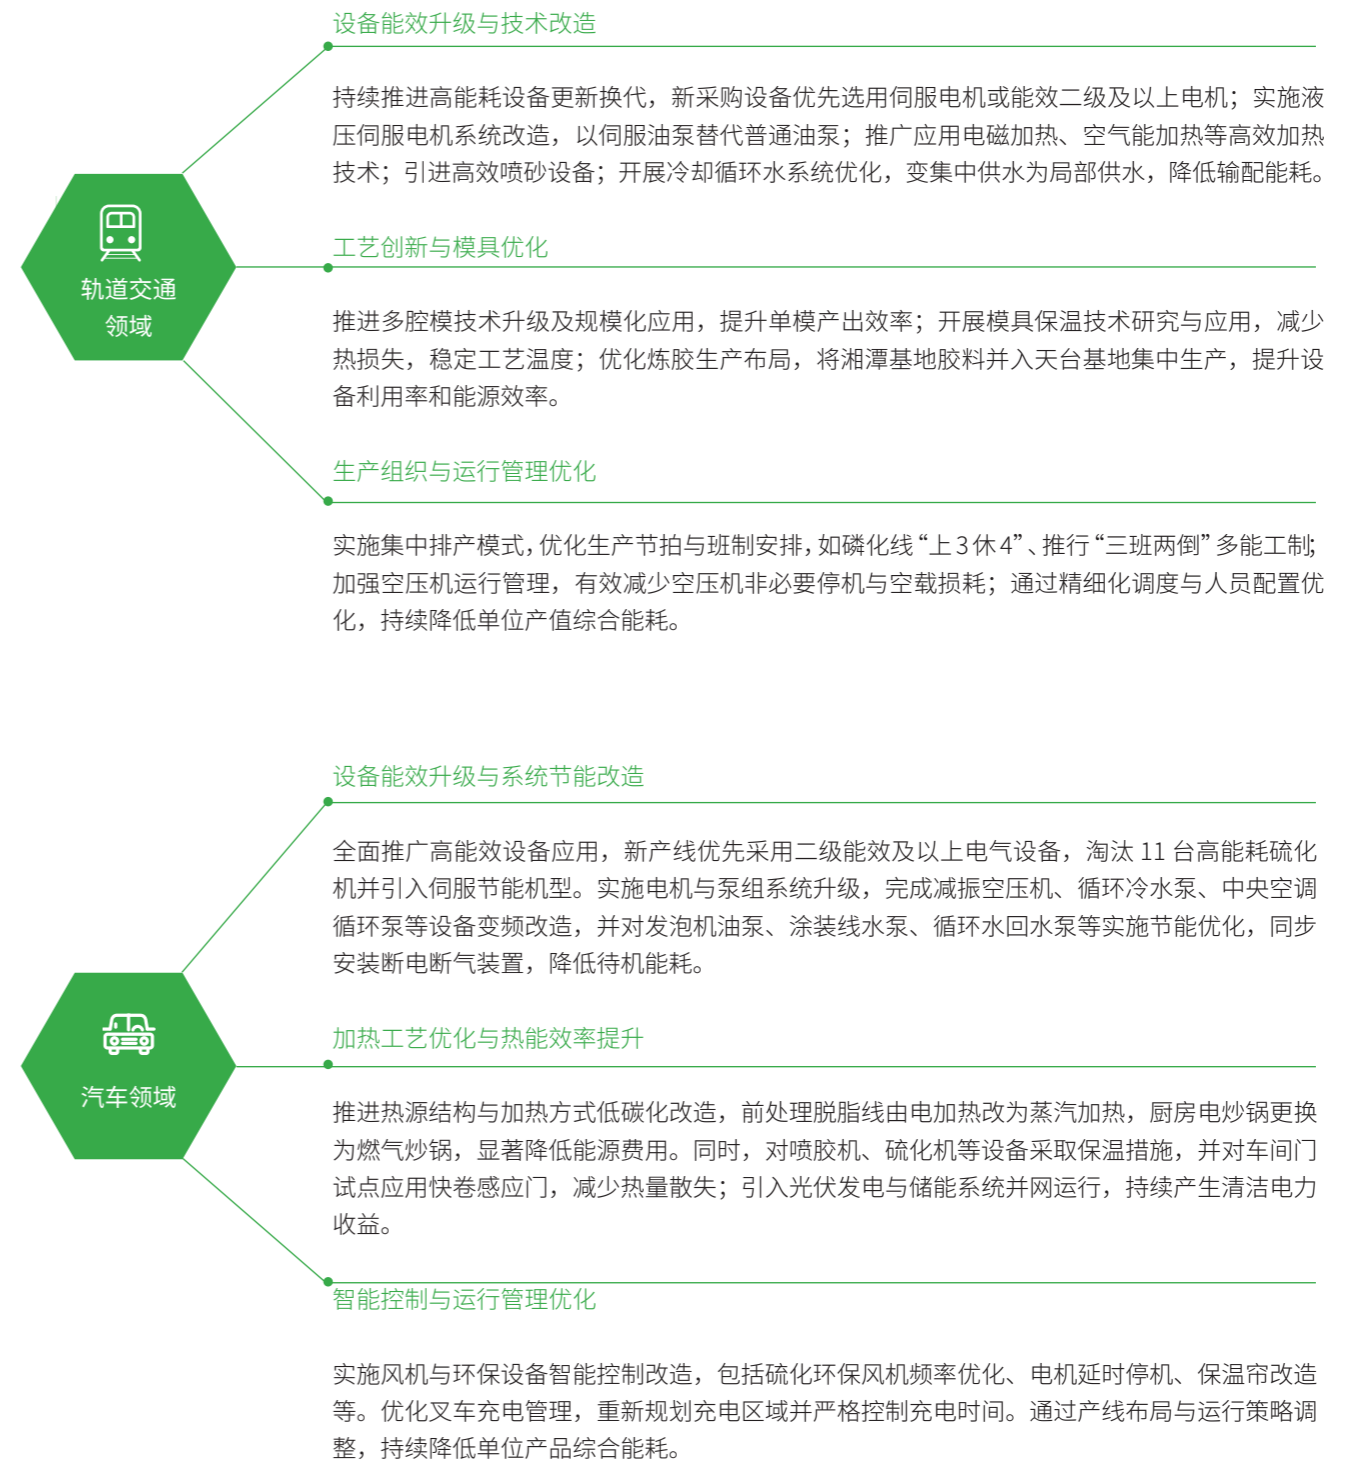 设备能效升级与技术改造
持续推进高能耗设备更新换代，新采购设备优先选用伺服电机或能效二级及以上电机；实施液
压伺服电机系统改造，以伺服油泵替代普通油泵；推广应用电磁加热、空气能加热等高效加热
技术；引进高效喷砂设备；开展冷却循环水系统优化，变集中供水为局部供水，降低输配能耗。
轨道交通
领域
工艺创新与模具优化
推进多腔模技术升级及规模化应用，提升单模产出效率；开展模具保温技术研究与应用，减少
热损失，稳定工艺温度；优化炼胶生产布局，将湘潭基地胶料并入天台基地集中生产，提升设
备利用率和能源效率。
生产组织与运行管理优化
实施集中排产模式，优化生产节拍与班制安排，如磷化线“上3休4”、推行“三班两倒”多能工制；
加强空压机运行管理，有效减少空压机非必要停机与空载损耗；通过精细化调度与人员配置优
化，持续降低单位产值综合能耗。
设备能效升级与系统节能改造
全面推广高能效设备应用，新产线优先采用二级能效及以上电气设备，淘汰 11 台高能耗硫化
机并引入伺服节能机型。实施电机与泵组系统升级，完成减振空压机、循环冷水泵、中央空调
循环泵等设备变频改造，并对发泡机油泵、涂装线水泵、循环水回水泵等实施节能优化，同步
安装断电断气装置，降低待机能耗。
汽车领域
加热工艺优化与热能效率提升
推进热源结构与加热方式低碳化改造，前处理脱脂线由电加热改为蒸汽加热，厨房电炒锅更换
为燃气炒锅，显著降低能源费用。同时，对喷胶机、硫化机等设备采取保温措施，并对车间门
试点应用快卷感应门，减少热量散失；引入光伏发电与储能系统并网运行，持续产生清洁电力
收益。
智能控制与运行管理优化
实施风机与环保设备智能控制改造，包括硫化环保风机频率优化、电机延时停机、保温帘改造
等。优化叉车充电管理，重新规划充电区域并严格控制充电时间。通过产线布局与运行策略调
整，持续降低单位产品综合能耗。